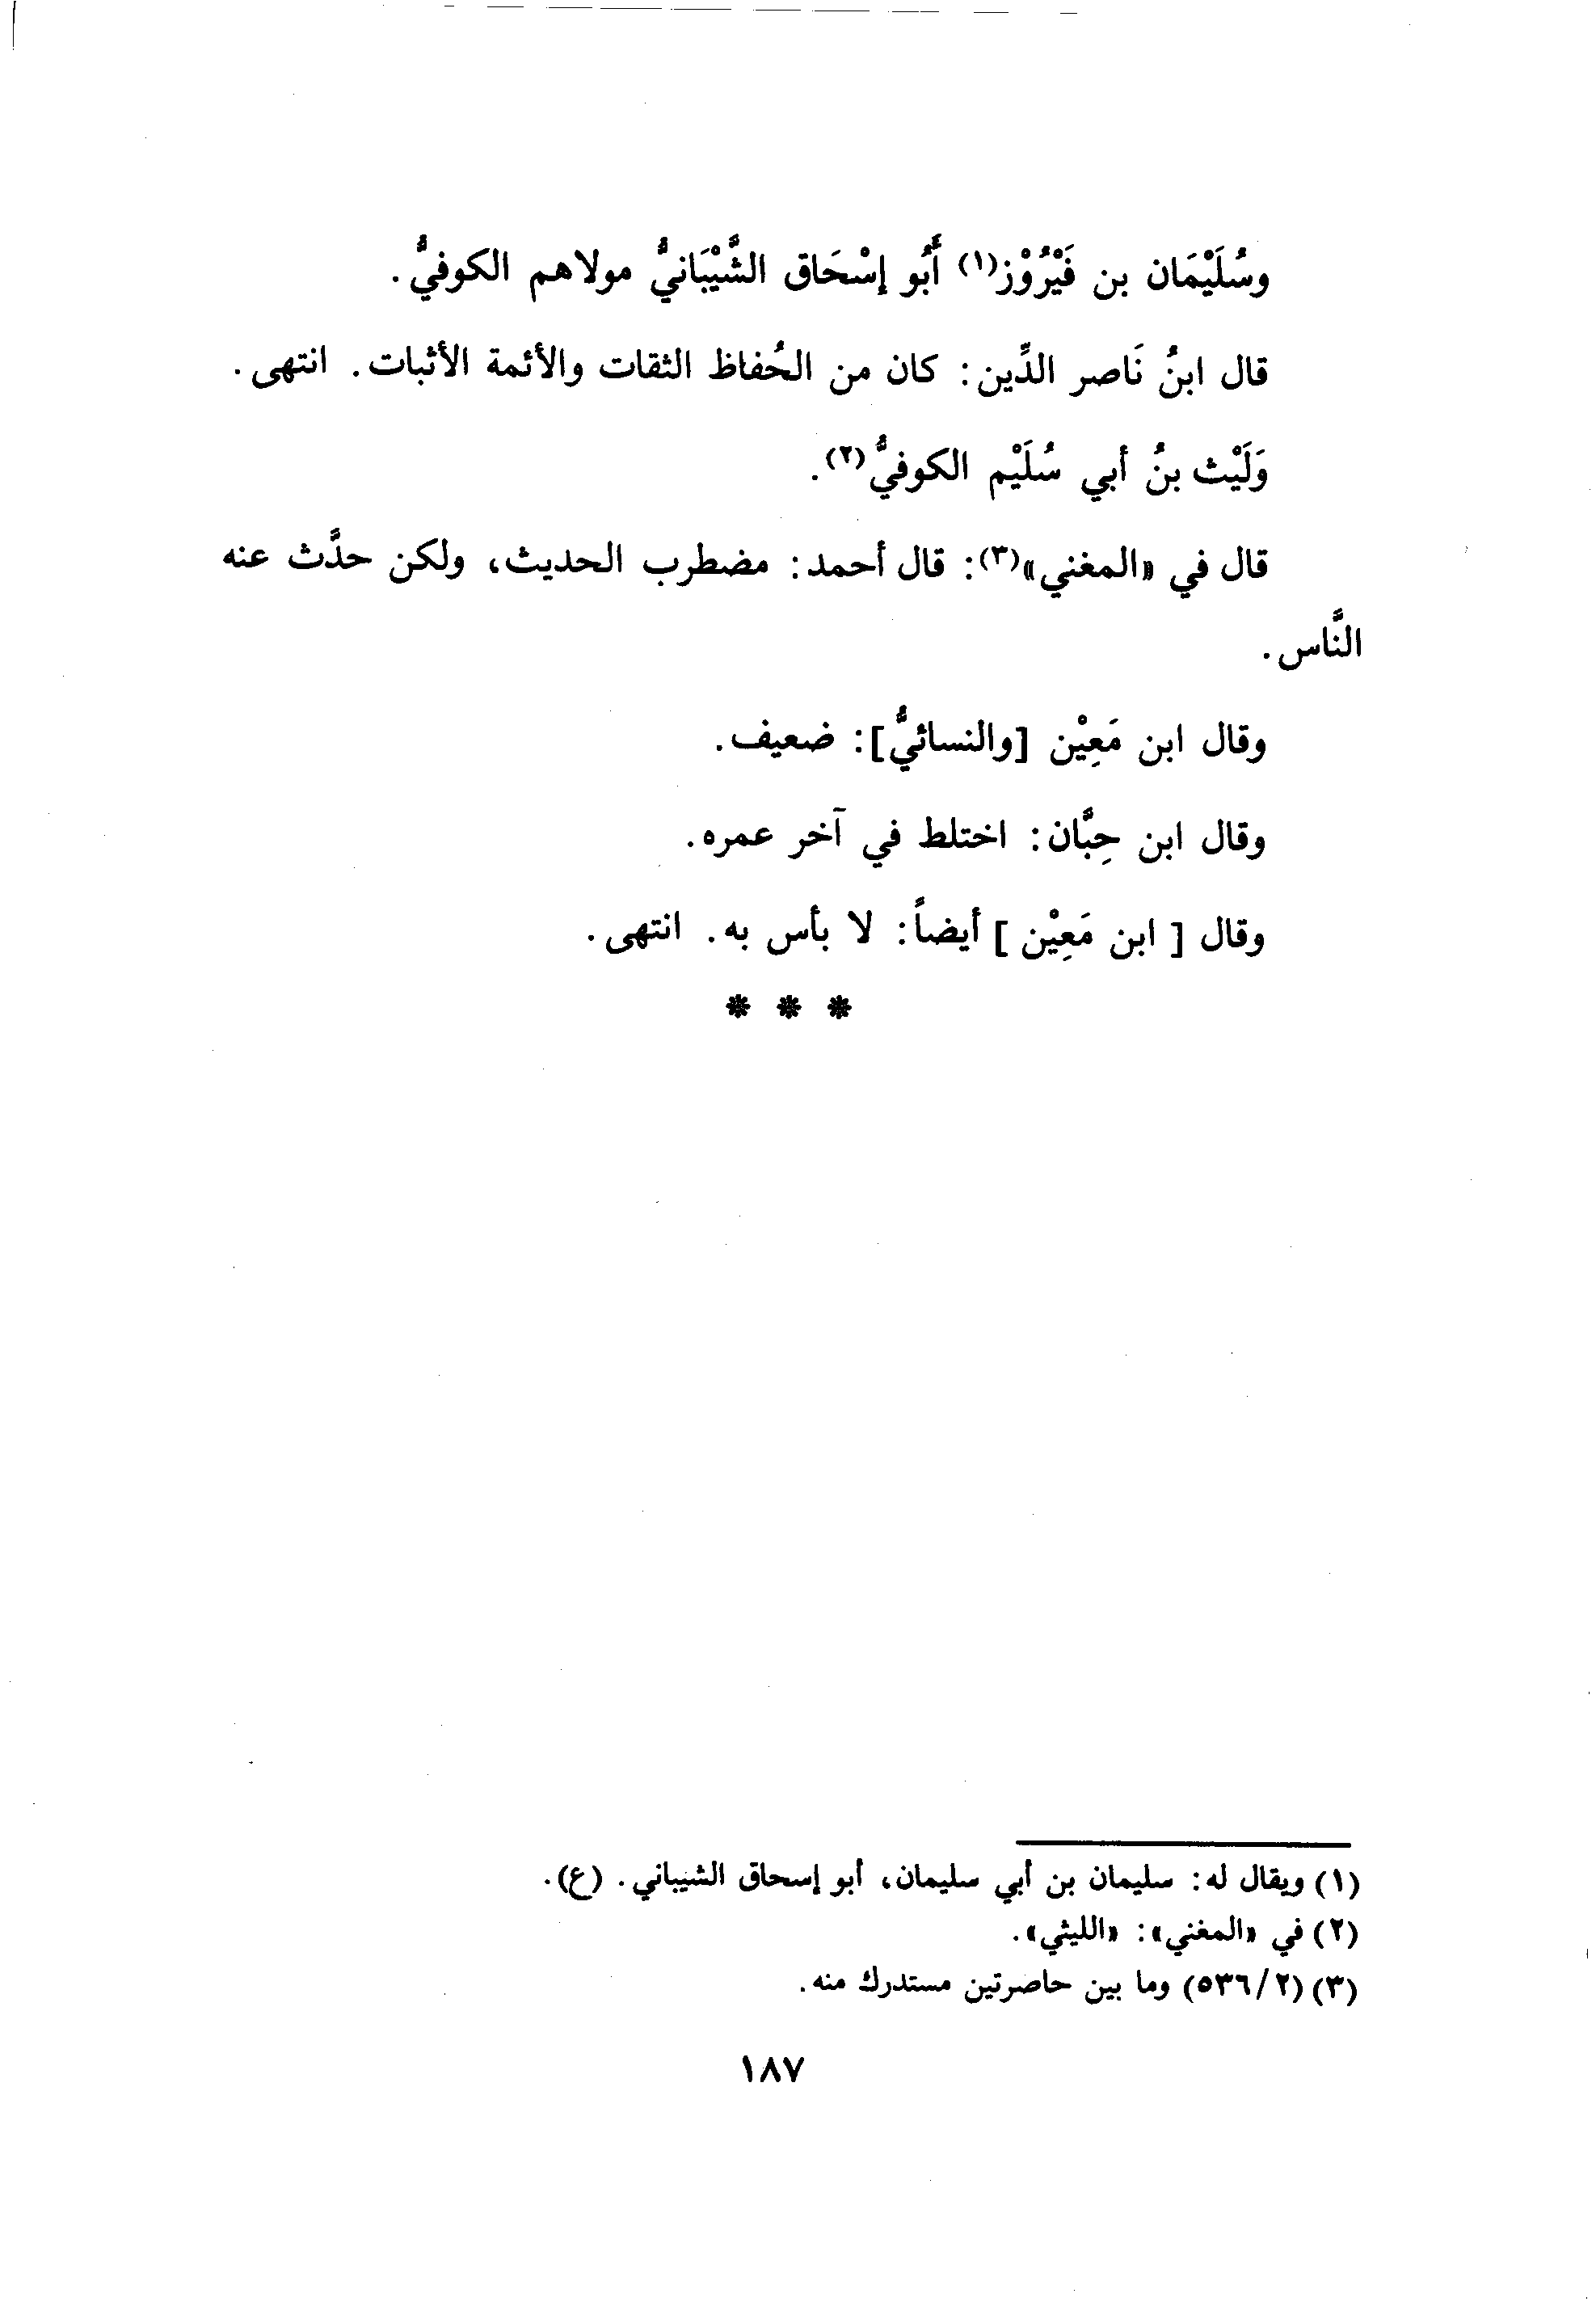 وسُلَيْمَان بن فَيْرُوْز(١) أَبُو إسْحَاق الشَّيْبَانيُّ مولاهم الكوفيُّ.
قال ابنُ نَاصر الدِّين: كان من الحُفاظ الثقات والأئمة الأثبات. انتهى.
وَلَيْث بنُ أبي سُلَيْم الكوفيُّ(٢).
قال في «المغني»(٣): قال أحمد: مضطرب الحديث، ولكن حدَّث عنه
النَّاس.
وقال ابن مَعِيْن [والنسائيُّ]: ضعيف.
وقال ابن حِبَّان: اختلط في آخر عمره.
وقال [ ابن مَعِيْن ] أيضاً: لا بأس به. انتهى.
* * *
(١) ويقال له: سليمان بن أبي سليمان، أبو إسحاق الشيباني. (ع).
(٢) في «المغني»: «الليثي».
(٣) (٢/٥٣٦) وما بين حاصرتين مستدرك منه.
١٨٧